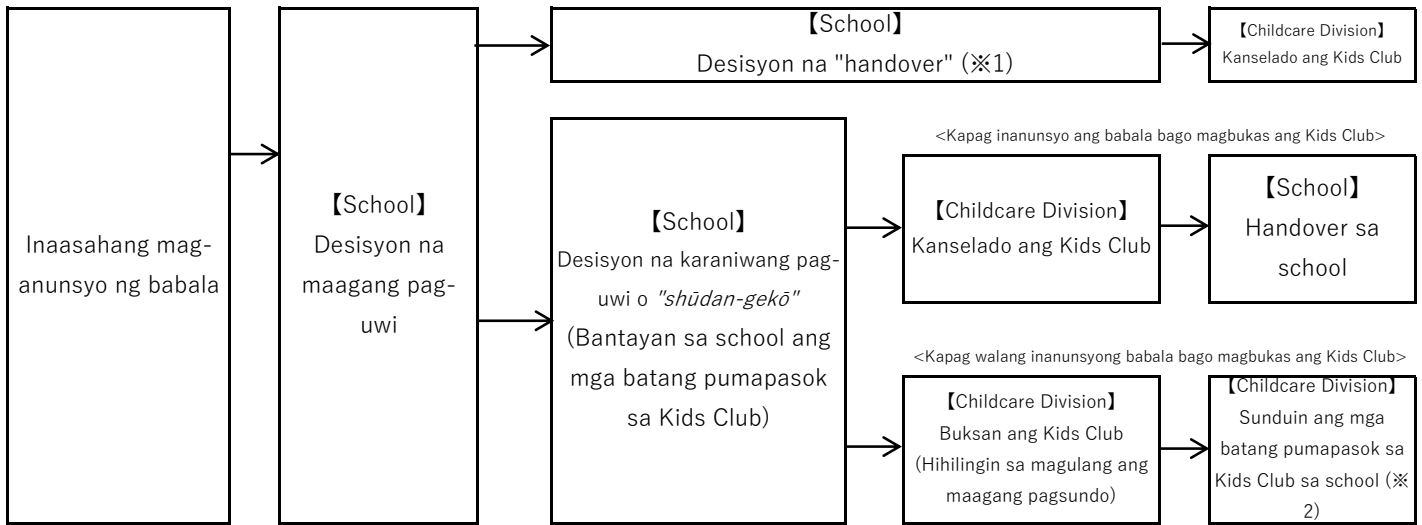 Inaasahang mag-
anunsyo ng babala
【School】
Desisyon na
maagang pag-
uwi
【School】
Desisyon na "handover" (※1)
【Childcare Division】
Kanselado ang Kids Club
【School】
Desisyon na karaniwang pag-
uwi o "shūdan-gekō"
(Bantayan sa school ang
mga batang pumapasok
sa Kids Club)
<Kapag inanunsyo ang babala bago magbukas ang Kids Club>
【Childcare Division】
Kanselado ang Kids Club
【School】
Handover sa
school
<Kapag walang inanunsyong babala bago magbukas ang Kids Club>
【Childcare Division】
Buksan ang Kids Club
(Hihilingin sa magulang ang
maagang pagsundo)
【Childcare Division】
Sunduin ang mga
batang pumapasok sa
Kids Club sa school (※
2)